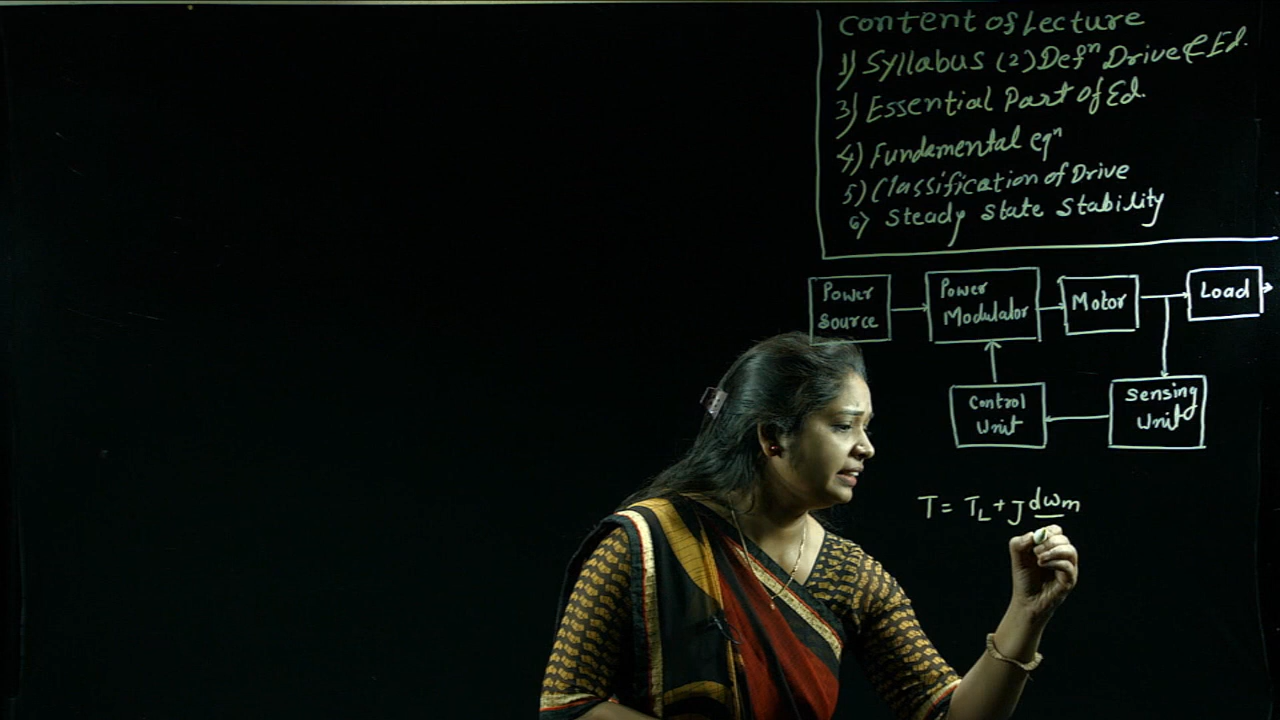 Content of Lecture
1) Syllabus (2) Defⁿ Drive & Ed.
3) Essential Part of Ed.
4) Fundamental eqⁿ
5) Classification of Drive
6) Steady State Stability
Power Source
Power Modulator
Motor
Load
Control Unit
Sensing Unit
T = T_L + J dωm